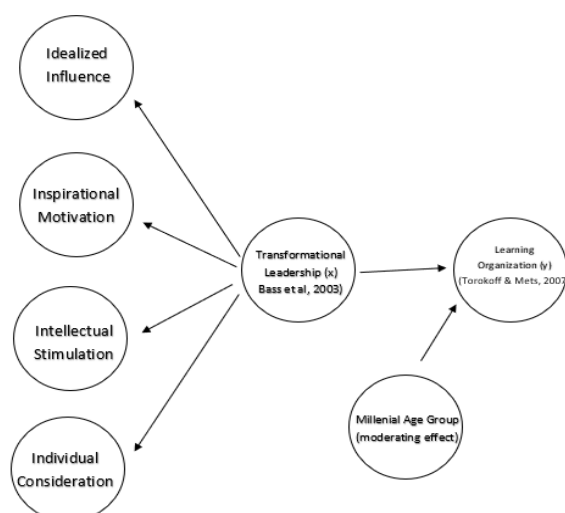 Idealized
Influence
Inspirational
Motivation
Intellectual
Stimulation
Individual
Consideration
Transformational
Leadership (x)
Bass et al, 2003)
Learning
Organization (y)
(Torokoff & Mets, 2007
Millenial Age Group
(moderating effect)